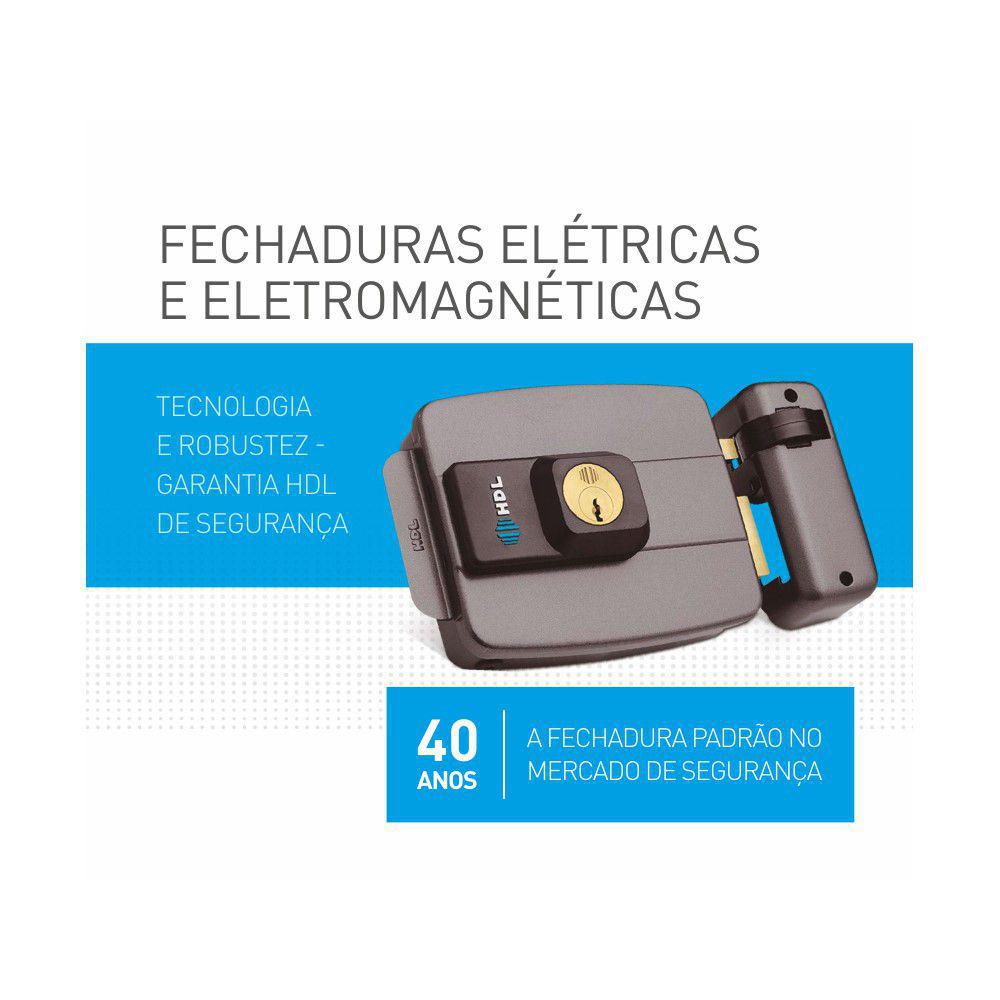 FECHADURAS ELÉTRICAS
E ELETROMAGNÉTICAS
TECNOLOGIA
E ROBUSTEZ -
GARANTIA HDL
DE SEGURANÇA
HDL
HDL
40
ANOS
A FECHADURA PADRÃO NO
MERCADO DE SEGURANÇA